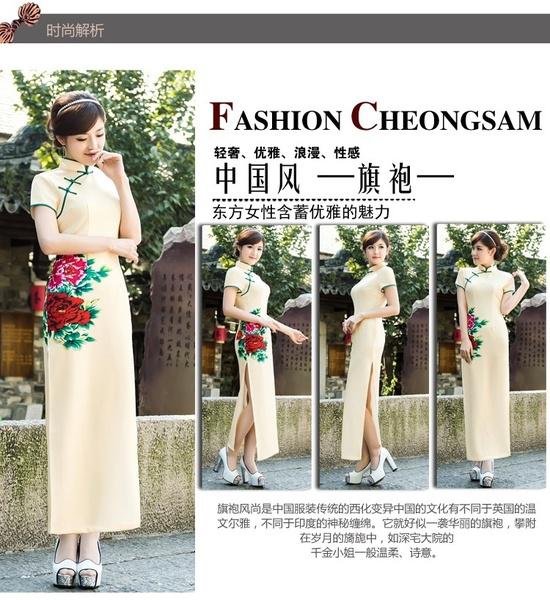 时尚解析
FASHION CHEONGSAM
轻奢、优雅、浪漫、性感
中国风 —旗袍—
东方女性含蓄优雅的魅力
旗袍风尚是中国服装传统的西化变异中国的文化有不同于英国的温
文尔雅，不同于印度的神秘缠绵。它就好似一袭华丽的旗袍，攀附
在岁月的旖旎中，如深宅大院的
千金小姐一般温柔、诗意。